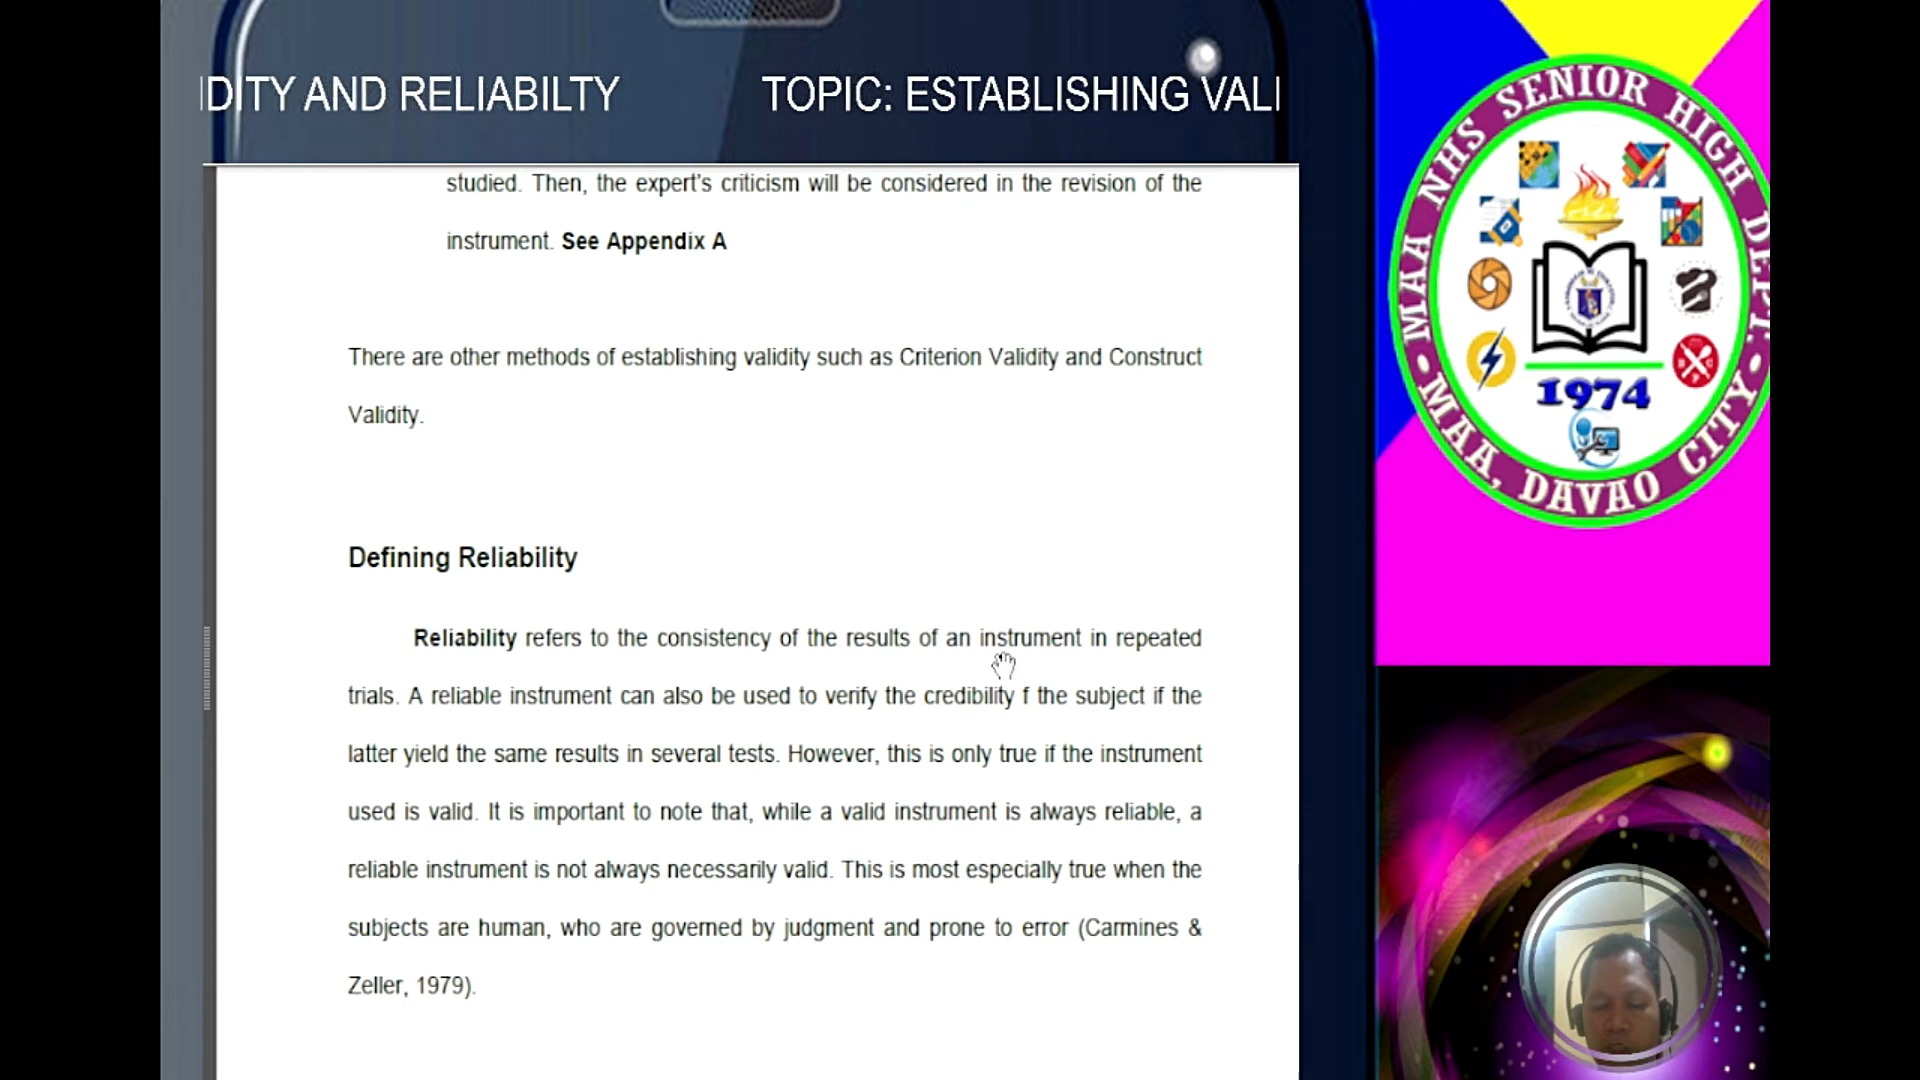 DITY AND RELIABILTY TOPIC: ESTABLISHING VALI
studied. Then, the expert's criticism will be considered in the revision of the
instrument. See Appendix A
There are other methods of establishing validity such as Criterion Validity and Construct
Validity.
Defining Reliability
Reliability refers to the consistency of the results of an instrument in repeated
trials. A reliable instrument can also be used to verify the credibility f the subject if the
latter yield the same results in several tests. However, this is only true if the instrument
used is valid. It is important to note that, while a valid instrument is always reliable, a
reliable instrument is not always necessarily valid. This is most especially true when the
subjects are human, who are governed by judgment and prone to error (Carmines &
Zeller, 1979).
MAA NHS SENIOR HIGH DEPT.
1974
MAA, DAVAO CITY